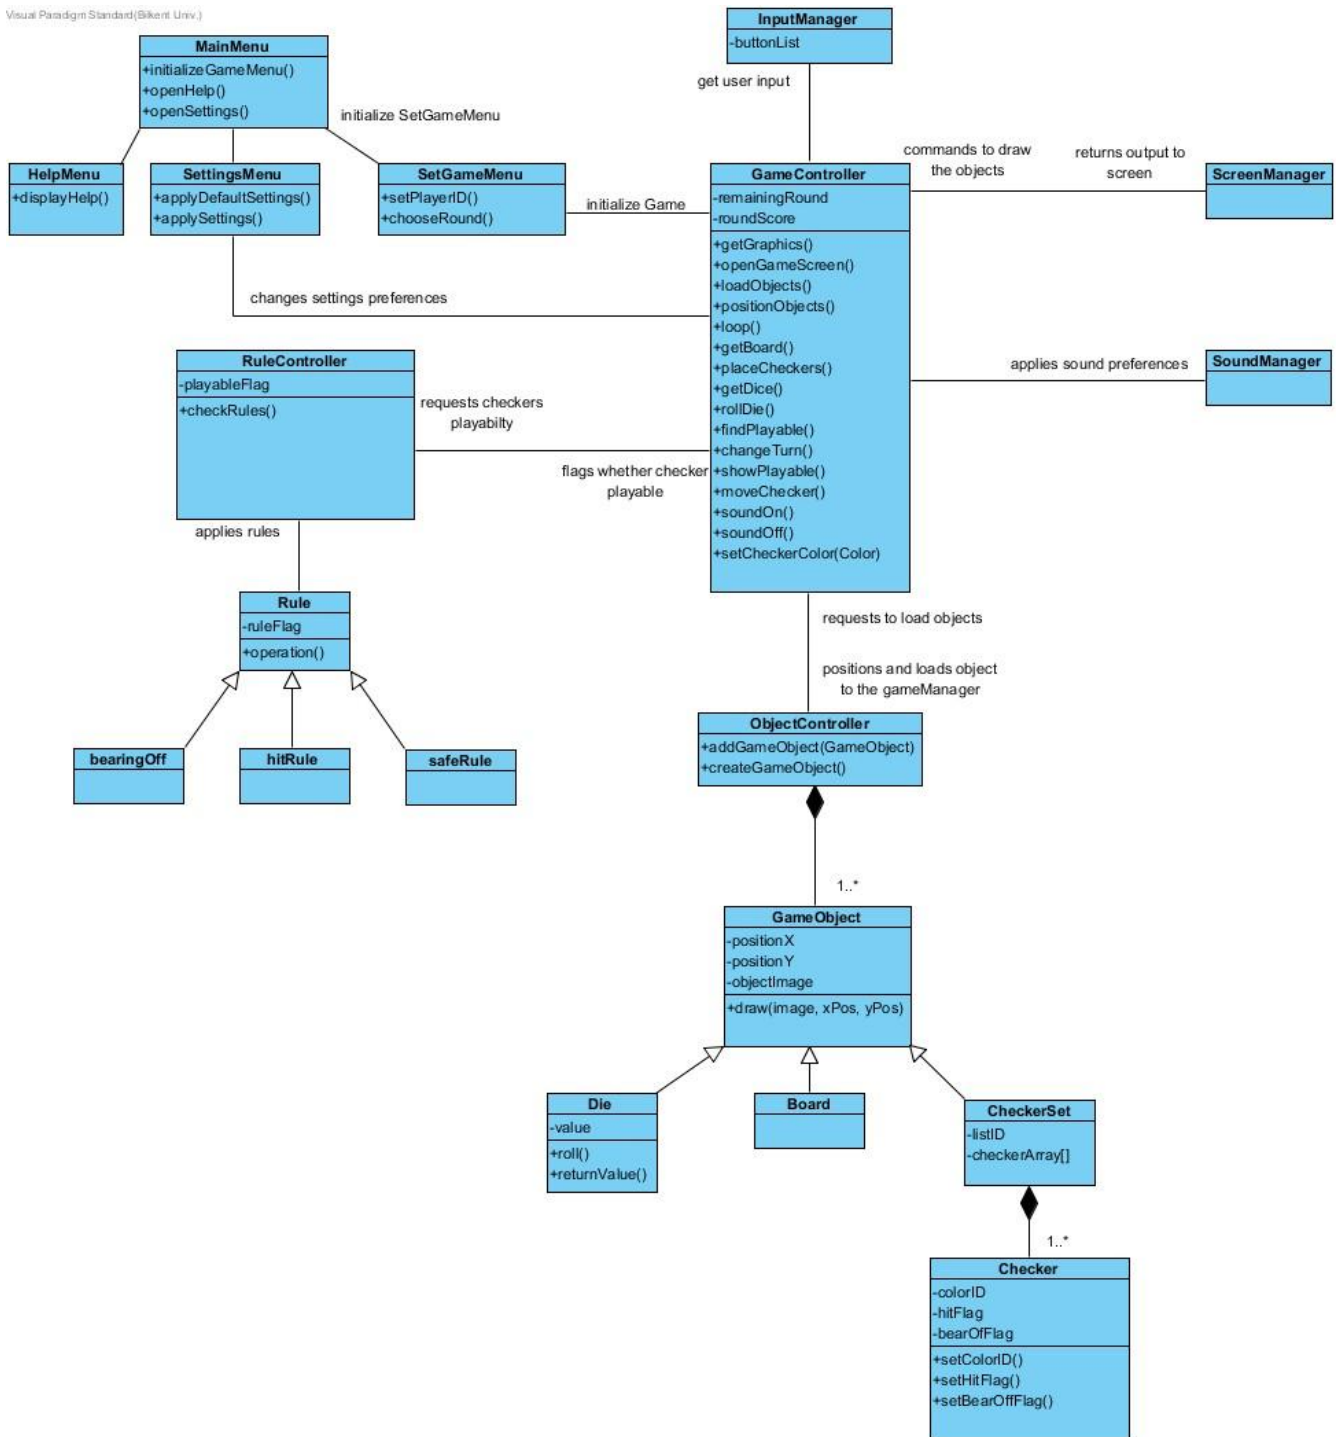 Visual Paradigm Standard(Bilkent Univ.)
InputManager
-buttonList
get user input
MainMenu
+initializeGameMenu()
+openHelp()
+openSettings()
initialize SetGameMenu
HelpMenu
+displayHelp()
SettingsMenu
+applyDefaultSettings()
+applySettings()
SetGameMenu
+setPlayerID()
+chooseRound()
initialize Game
changes settings preferences
GameController
-remainingRound
-roundScore
+getGraphics()
+openGameScreen()
+loadObjects()
+positionObjects()
+loop()
+getBoard()
+placeCheckers()
+getDice()
+rollDie()
+findPlayable()
+changeTurn()
+showPlayable()
+moveChecker()
+soundOn()
+soundOff()
+setCheckerColor(Color)
commands to draw
the objects
returns output to
screen
ScreenManager
applies sound preferences
SoundManager
RuleController
-playableFlag
+checkRules()
requests checkers
playabilty
flags whether checker
playable
applies rules
Rule
-ruleFlag
+operation()
bearingOff
hitRule
safeRule
requests to load objects
positions and loads object
to the gameManager
ObjectController
+addGameObject(GameObject)
+createGameObject()
1..*
GameObject
-positionX
-positionY
-objectImage
+draw(image, xPos, yPos)
Die
-value
+roll()
+returnValue()
Board
CheckerSet
-listID
-checkerArray[]
1..*
Checker
-colorID
-hitFlag
-bearOfFlag
+setColorID()
+setHitFlag()
+setBearOffFlag()